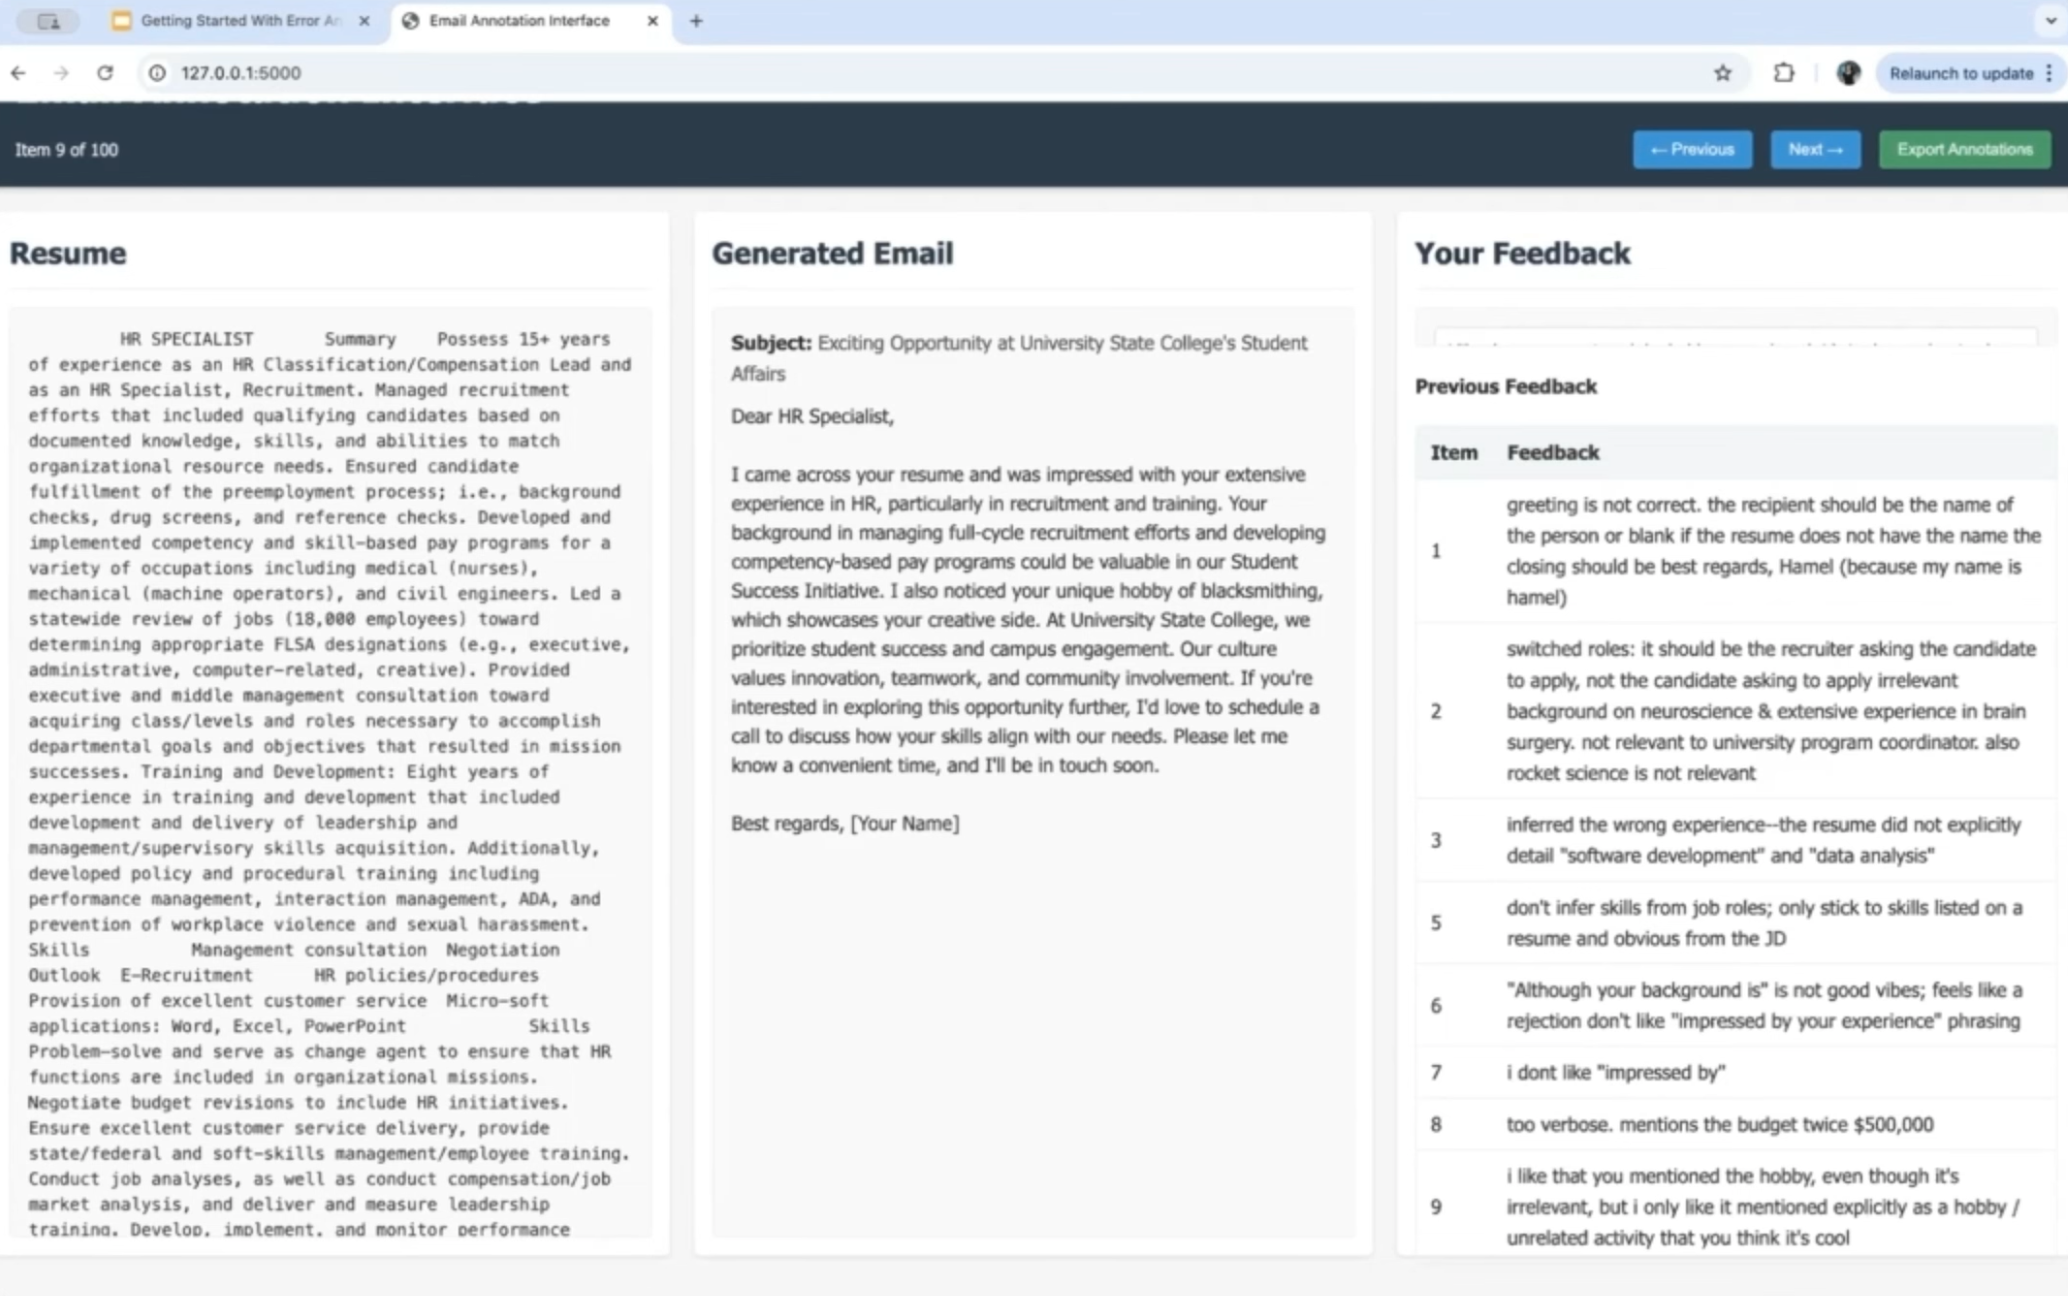 Getting Started With Error An
Email Annotation Interface
127.0.0.1:5000
Relaunch to update
Item 9 of 100
← Previous
Next →
Export Annotations
Resume
HR SPECIALIST Summary Possess 15+ years
of experience as an HR Classification/Compensation Lead and
as an HR Specialist, Recruitment. Managed recruitment
efforts that included qualifying candidates based on
documented knowledge, skills, and abilities to match
organizational resource needs. Ensured candidate
fulfillment of the preemployment process; i.e., background
checks, drug screens, and reference checks. Developed and
implemented competency and skill-based pay programs for a
variety of occupations including medical (nurses),
mechanical (machine operators), and civil engineers. Led a
statewide review of jobs (18,000 employees) toward
determining appropriate FLSA designations (e.g., executive,
administrative, computer-related, creative). Provided
executive and middle management consultation toward
acquiring class/levels and roles necessary to accomplish
departmental goals and objectives that resulted in mission
successes. Training and Development: Eight years of
experience in training and development that included
development and delivery of leadership and
management/supervisory skills acquisition. Additionally,
developed policy and procedural training including
performance management, interaction management, ADA, and
prevention of workplace violence and sexual harassment.
Skills Management consultation Negotiation
Outlook E-Recruitment HR policies/procedures
Provision of excellent customer service Micro-soft
applications: Word, Excel, PowerPoint Skills
Problem-solve and serve as change agent to ensure that HR
functions are included in organizational missions.
Negotiate budget revisions to include HR initiatives.
Ensure excellent customer service delivery, provide
state/federal and soft-skills management/employee training.
Conduct job analyses, as well as conduct compensation/job
market analysis, and deliver and measure leadership
training. Develop, implement, and monitor performance
Generated Email
Subject: Exciting Opportunity at University State College's Student
Affairs
Dear HR Specialist,
I came across your resume and was impressed with your extensive
experience in HR, particularly in recruitment and training. Your
background in managing full-cycle recruitment efforts and developing
competency-based pay programs could be valuable in our Student
Success Initiative. I also noticed your unique hobby of blacksmithing,
which showcases your creative side. At University State College, we
prioritize student success and campus engagement. Our culture
values innovation, teamwork, and community involvement. If you're
interested in exploring this opportunity further, I'd love to schedule a
call to discuss how your skills align with our needs. Please let me
know a convenient time, and I'll be in touch soon.
Best regards, [Your Name]
Your Feedback
Previous Feedback
Item Feedback
1
greeting is not correct. the recipient should be the name of
the person or blank if the resume does not have the name the
closing should be best regards, Hamel (because my name is
hamel)
2
switched roles: it should be the recruiter asking the candidate
to apply, not the candidate asking to apply irrelevant
background on neuroscience & extensive experience in brain
surgery. not relevant to university program coordinator. also
rocket science is not relevant
3
inferred the wrong experience--the resume did not explicitly
detail "software development" and "data analysis"
5
don't infer skills from job roles; only stick to skills listed on a
resume and obvious from the JD
6
"Although your background is" is not good vibes; feels like a
rejection don't like "impressed by your experience" phrasing
7
i dont like "impressed by"
8
too verbose. mentions the budget twice $500,000
9
i like that you mentioned the hobby, even though it's
irrelevant, but i only like it mentioned explicitly as a hobby /
unrelated activity that you think it's cool